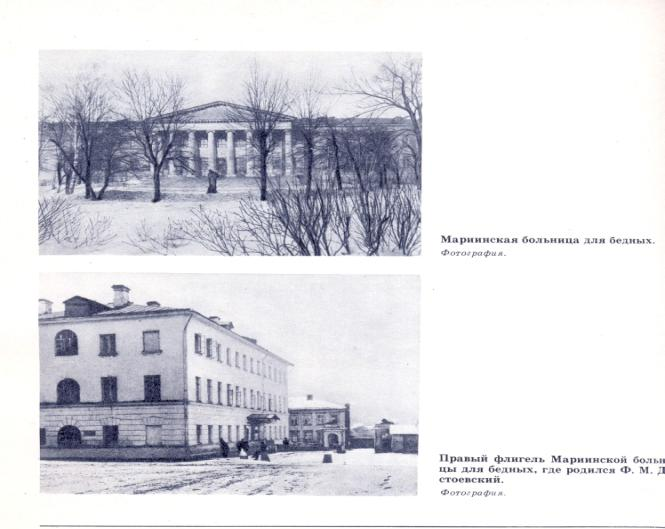 Мариинская больница для бедных.
Фотография.
Правый флигель Мариинской больн
цы для бедных, где родился Ф. М. Д
стоевский.
Фотография.